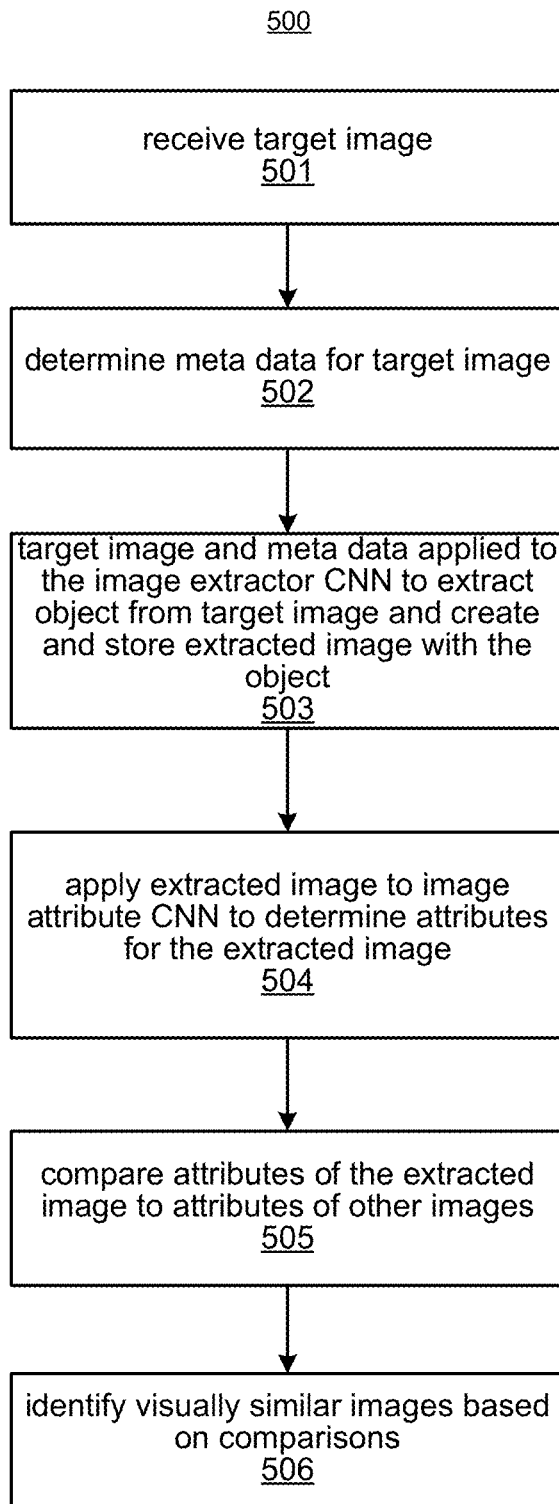 500
receive target image
501
determine meta data for target image
502
target image and meta data applied to
the image extractor CNN to extract
object from target image and create
and store extracted image with the
object
503
apply extracted image to image
attribute CNN to determine attributes
for the extracted image
504
compare attributes of the extracted
image to attributes of other images
505
identify visually similar images based
on comparisons
506